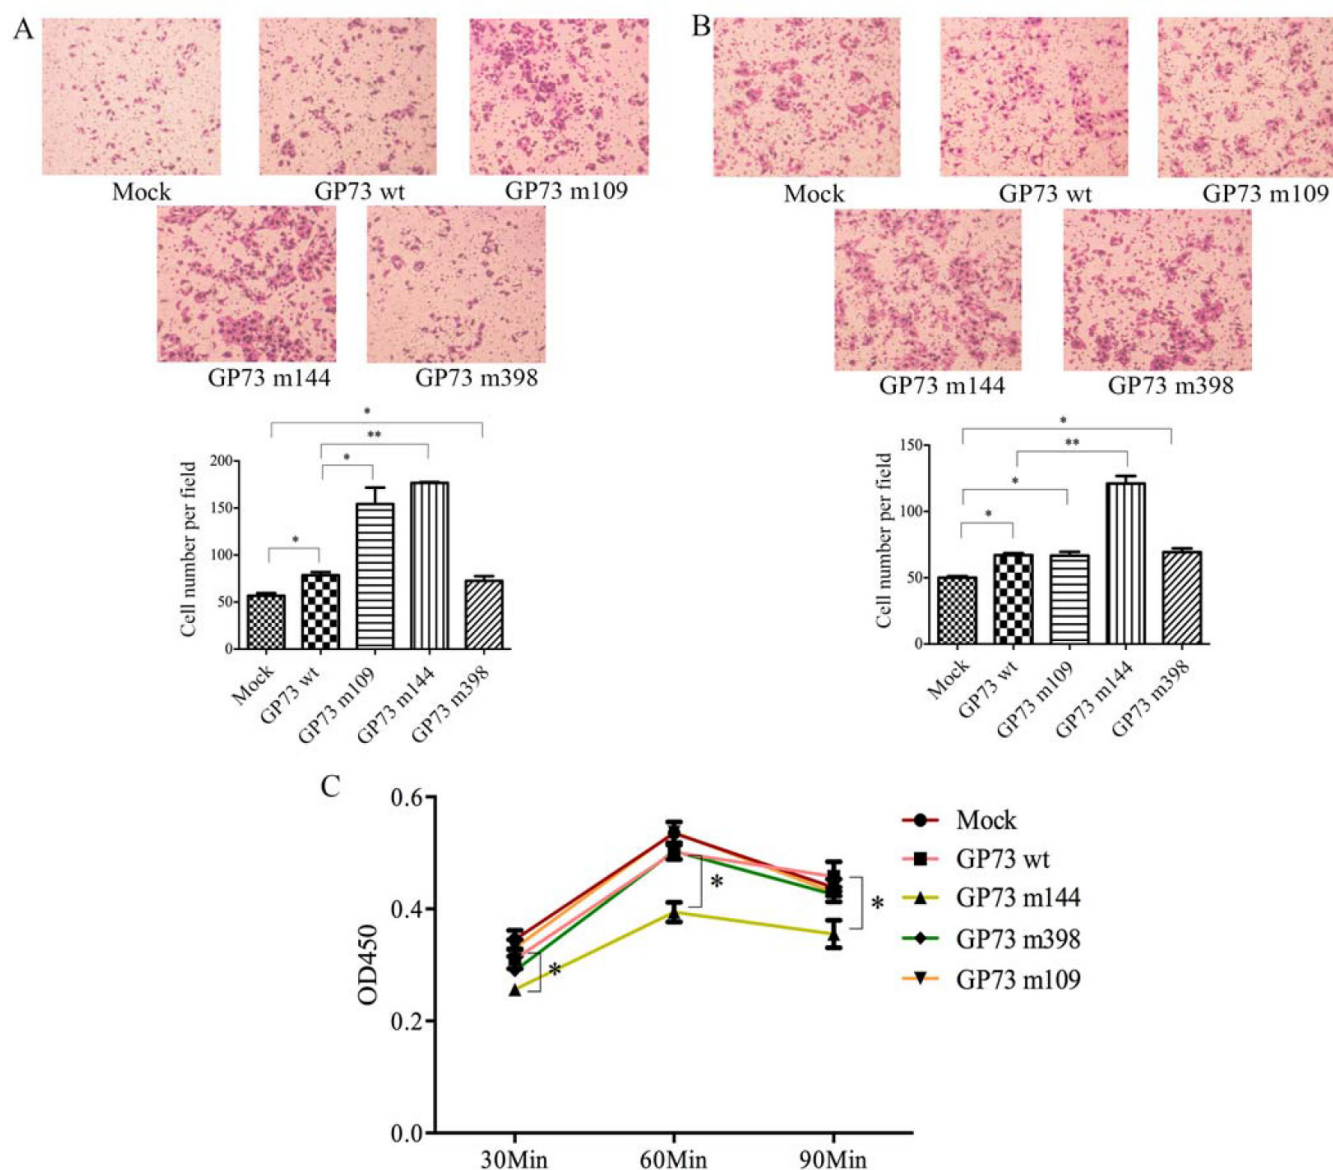 A
B
Mock
GP73 wt
GP73 m109
Mock
GP73 wt
GP73 m109
GP73 m144
GP73 m398
GP73 m144
GP73 m398
*
**
*
*
200
150
100
50
0
Cell number per field
Mock
GP73 wt
GP73 m109
GP73 m144
GP73 m398
*
**
*
*
150
100
50
0
Cell number per field
Mock
GP73 wt
GP73 m109
GP73 m144
GP73 m398
C
0.6
0.4
0.2
0.0
OD450
*
*
*
30Min
60Min
90Min
Mock
GP73 wt
GP73 m144
GP73 m398
GP73 m109